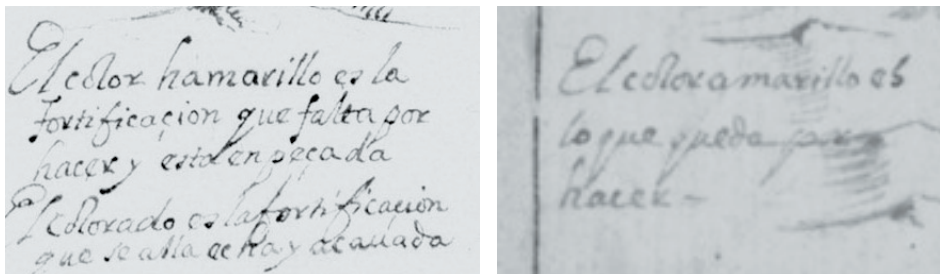 El color hamarillo es la
fortificaçion que falta por
hacer y esta enpeçada
El colorado es la fortificaçion
que se alla echa y acauada
El color amarillo es
lo que queda por
hacer –